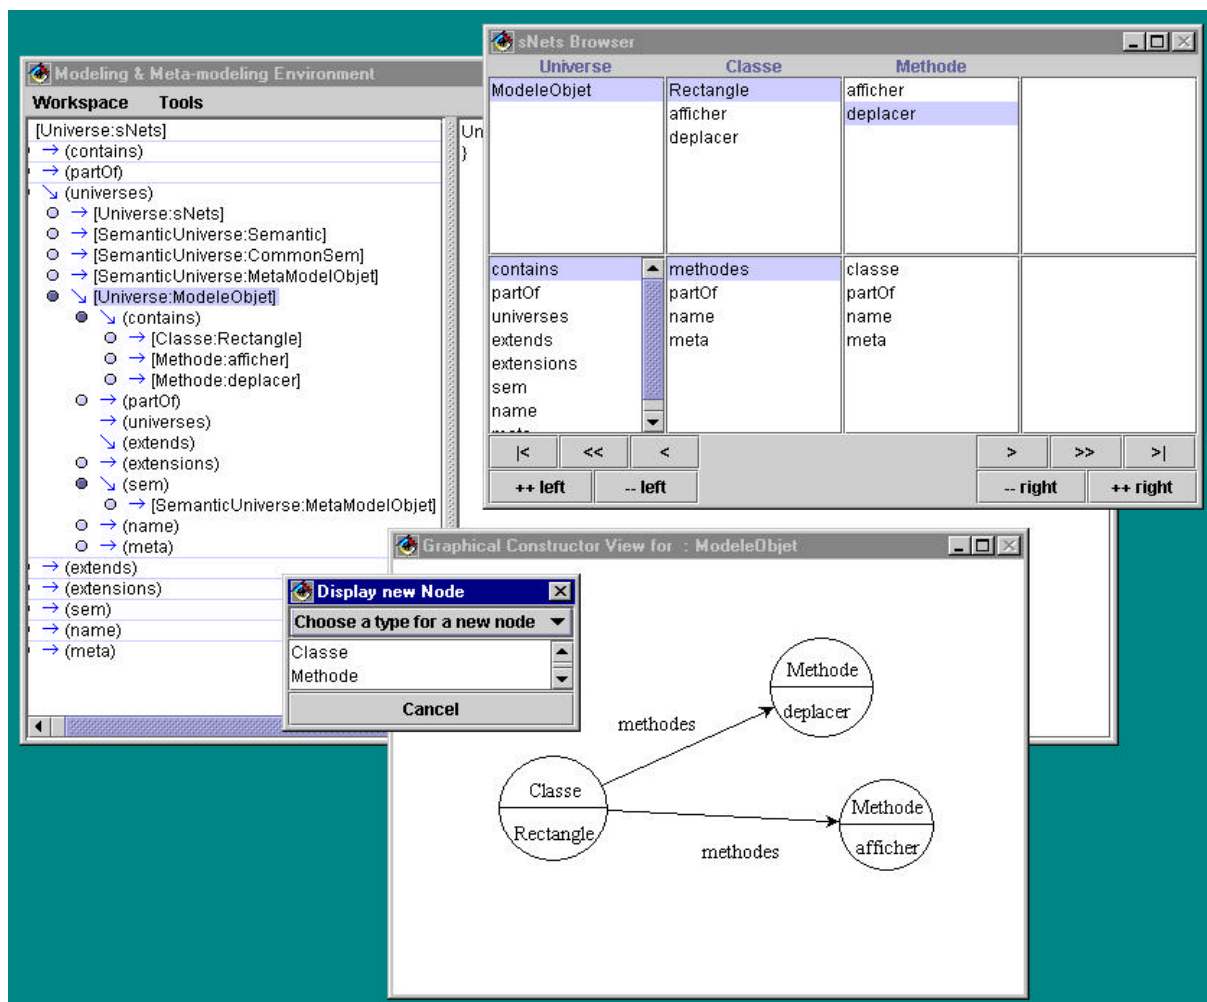 sNets Browser
Universe Classe Methode
ModeleObjet Rectangle afficher
afficher deplacer
deplacer
contains methodes classe
partOf partOf partOf
universes name name
extends meta meta
extensions
sem
name
|< << < > >> >|
++ left -- left -- right ++ right
Modeling & Meta-modeling Environment
Workspace Tools
[Universe:sNets]
(contains)
(partOf)
(universes)
[Universe:sNets]
[SemanticUniverse:Semantic]
[SemanticUniverse:CommonSem]
[SemanticUniverse:MetaModelObjet]
[Universe:ModeleObjet]
(contains)
[Classe:Rectangle]
[Methode:afficher]
[Methode:deplacer]
(partOf)
(universes)
(extends)
(extensions)
(sem)
[SemanticUniverse:MetaModelObjet]
(name)
(meta)
(extends)
(extensions)
(sem)
(name)
(meta)
Un
}
Graphical Constructor View for : ModeleObjet
Display new Node
Choose a type for a new node
Classe
Methode
Cancel
Methode
deplacer
methodes
Classe
Rectangle
Methode
afficher
methodes